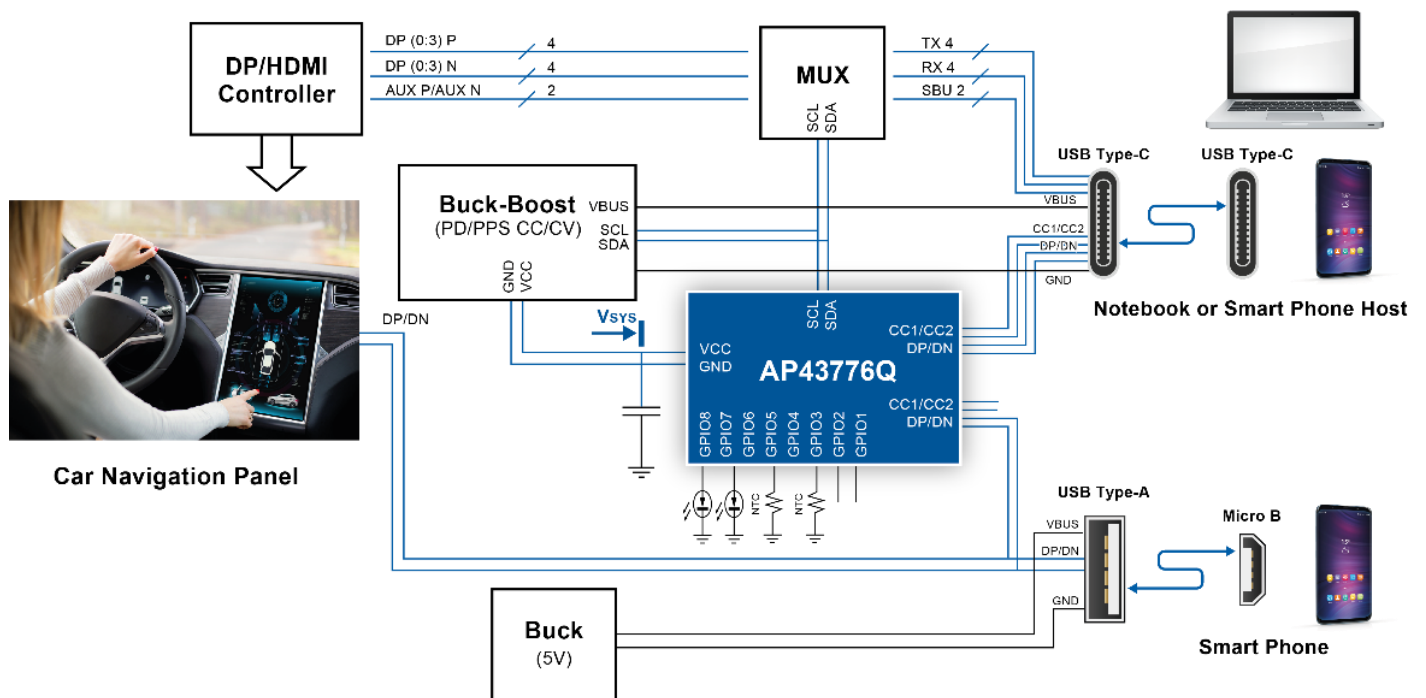 DP/HDMI
Controller
DP (0:3) P
4
DP (0:3) N
4
AUX P/AUX N
2
MUX
SCL
SDA
TX 4
RX 4
SBU 2
USB Type-C
USB Type-C
Buck-Boost
(PD/PPS CC/CV)
VBUS
SCL
SDA
GND
VCC
VBUS
CC1/CC2
DP/DN
GND
Notebook or Smart Phone Host
DP/DN
VSYS
SCL
SDA
CC1/CC2
DP/DN
VCC
GND
AP43776Q
CC1/CC2
DP/DN
GPIO8
GPIO7
GPIO6
GPIO5
GPIO4
GPIO3
GPIO2
GPIO1
NTC
NTC
Car Navigation Panel
USB Type-A
VBUS
DP/DN
GND
Micro B
Smart Phone
Buck
(5V)